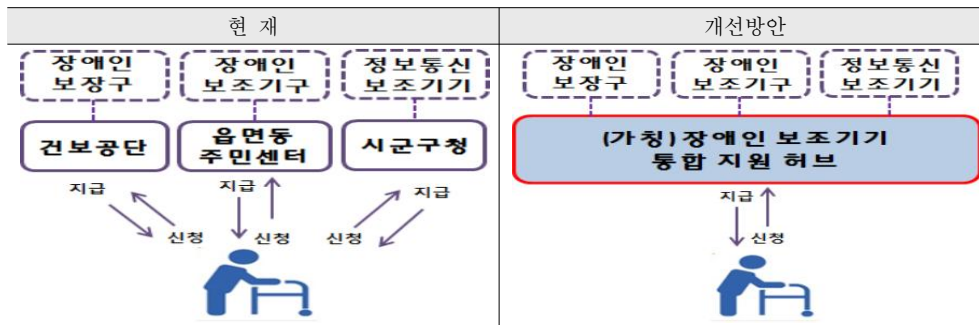 현 재
개선방안
장애인
보장구
장애인
보조기구
정보통신
보조기기
건보공단
읍면동
주민센터
시군구청
지급
신청
지급
신청
지급
신청
장애인
보장구
장애인
보조기구
정보통신
보조기기
(가칭) 장애인 보조기기
통합 지원 허브
지급
신청